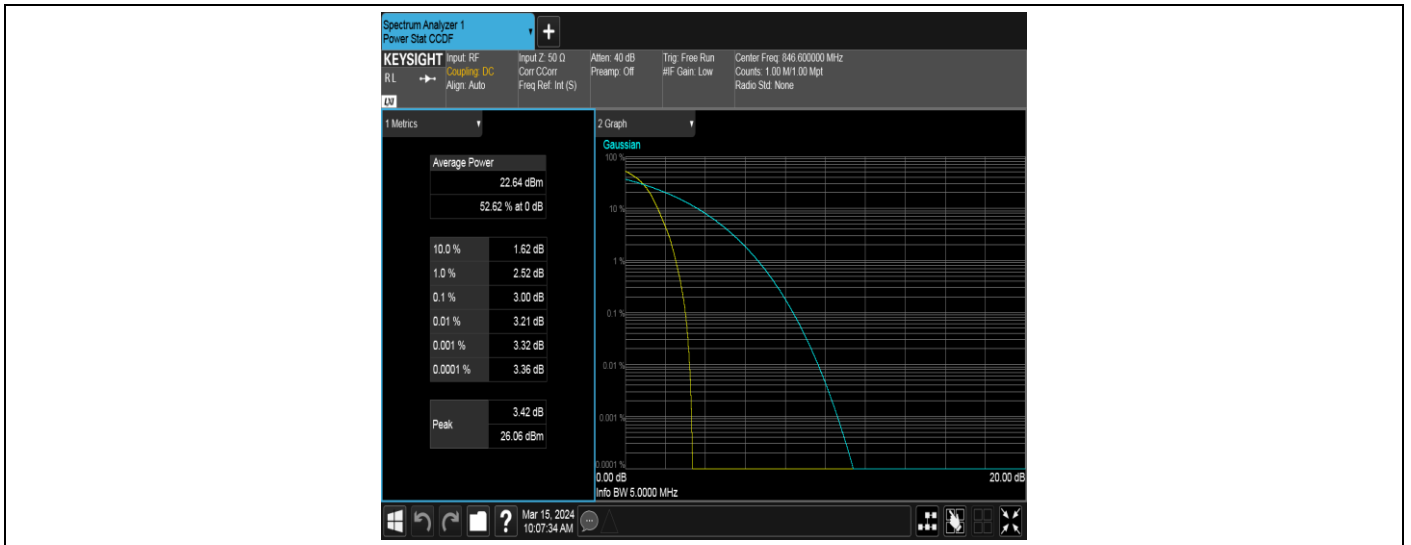 Spectrum Analyzer 1
Power Stat CCDF
+
KEYSIGHT
RL
LXI
Input: RF
Coupling: DC
Align: Auto
Input Z: 50 Ω
Corr CCorr
Freq Ref: Int (S)
Atten: 40 dB
Preamp: Off
Trig: Free Run
#IF Gain: Low
Center Freq: 846.600000 MHz
Counts: 1.00 M/1.00 Mpt
Radio Std: None
1 Metrics
Average Power
22.64 dBm
52.62 % at 0 dB
10.0 % 1.62 dB
1.0 % 2.52 dB
0.1 % 3.00 dB
0.01 % 3.21 dB
0.001 % 3.32 dB
0.0001 % 3.36 dB
Peak
3.42 dB
26.06 dBm
2 Graph
Gaussian
100 %
10 %
1 %
0.1 %
0.01 %
0.001 %
0.0001 %
0.00 dB 20.00 dB
Info BW 5.0000 MHz
?
Mar 15, 2024
10:07:34 AM